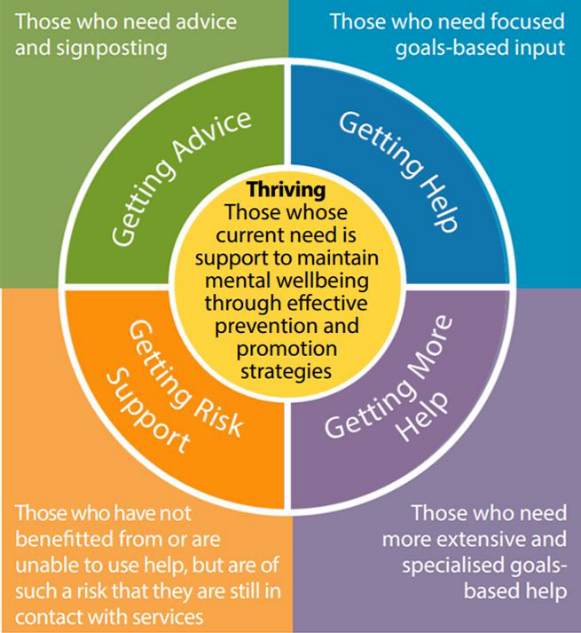 Those who need advice
and signposting
Those who need focused
goals-based input
Getting Advice
Getting Help
Thriving
Those whose
current need is
support to maintain
mental wellbeing
through effective
prevention and
promotion
strategies
Getting Risk
Support
Getting More
Help
Those who have not
benefitted from or are
unable to use help, but are of
such a risk that they are still in
contact with services
Those who need
more extensive and
specialised goals-
based help